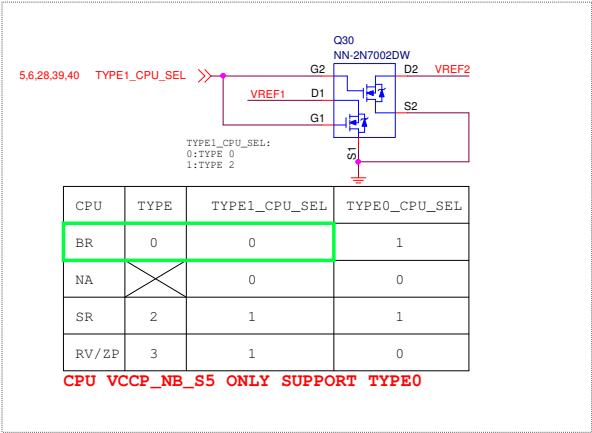 Q30
NN-2N7002DW
5,6,28,39,40 TYPE1_CPU_SEL G2 D2 VREF2
VREF1 D1
S2
G1
TYPE1_CPU_SEL:
0:TYPE 0
1:TYPE 2
S1
CPU TYPE TYPE1_CPU_SEL TYPE0_CPU_SEL
BR 0 0 1
NA 0 0
SR 2 1 1
RV/ZP 3 1 0
CPU VCCP_NB_S5 ONLY SUPPORT TYPE0